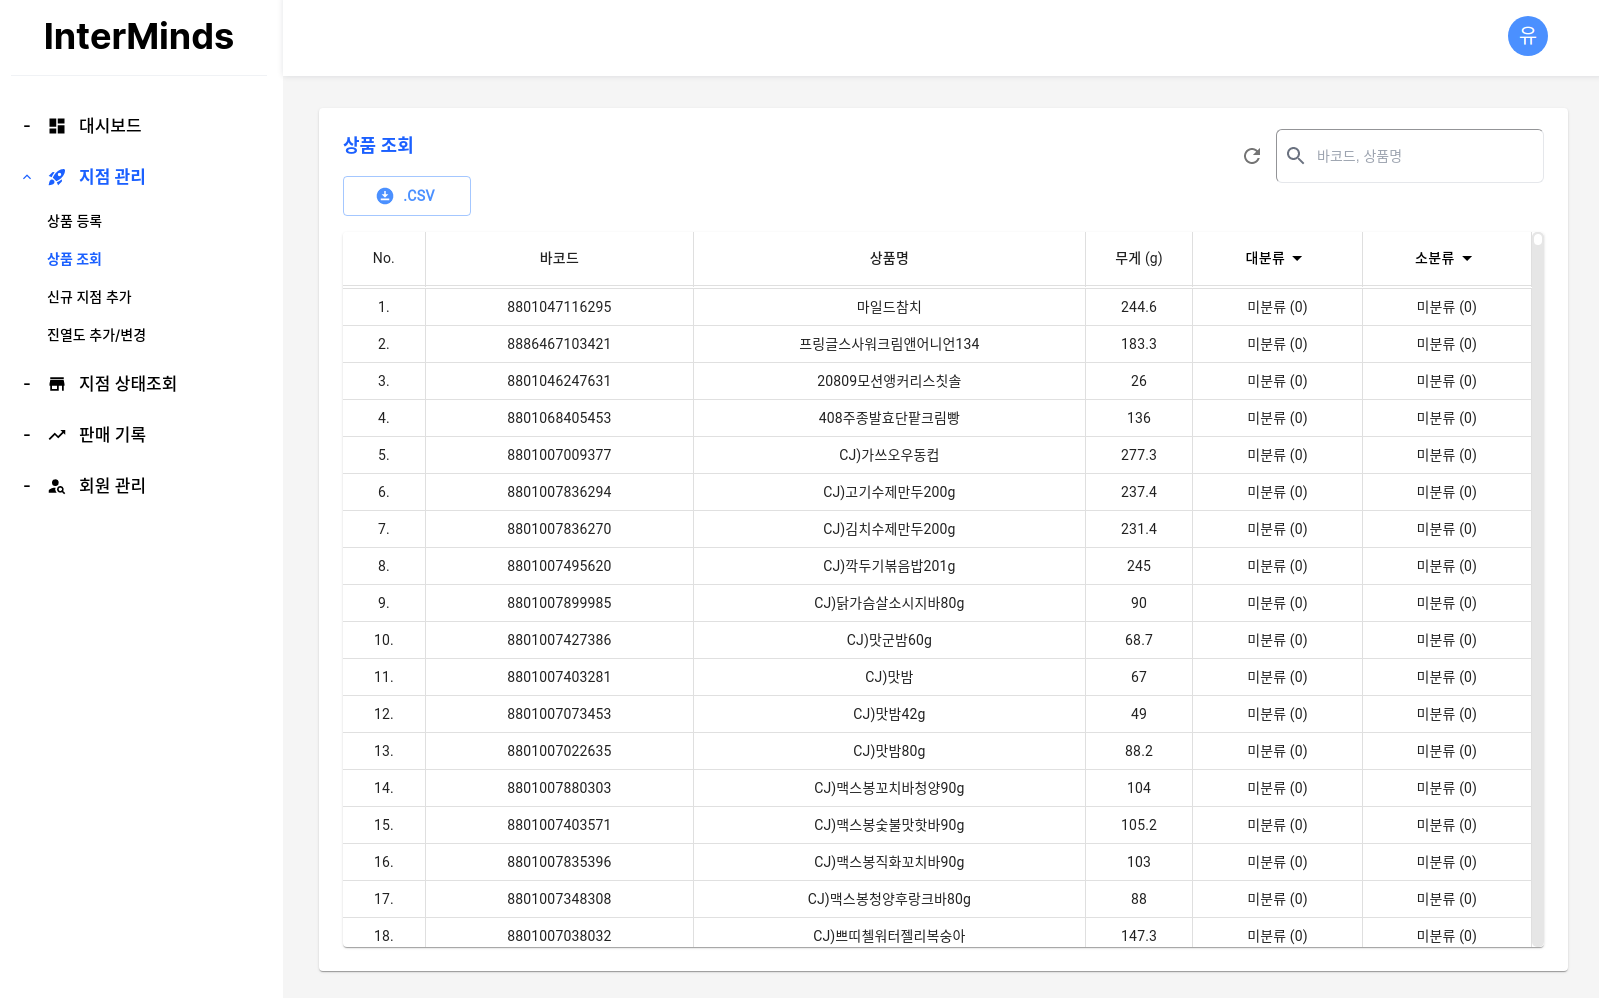 InterMinds
유
- 대시보드
지점 관리
상품 등록
상품 조회
신규 지점 추가
진열도 추가/변경
- 지점 상태조회
- 판매 기록
- 회원 관리
상품 조회
바코드, 상품명
.CSV
No. 바코드 상품명 무게 (g) 대분류 소분류
1. 8801047116295 마일드참치 244.6 미분류 (0) 미분류 (0)
2. 8886467103421 프링글스사워크림앤어니언134 183.3 미분류 (0) 미분류 (0)
3. 8801046247631 20809모션앵커리스칫솔 26 미분류 (0) 미분류 (0)
4. 8801068405453 408주종발효단팥크림빵 136 미분류 (0) 미분류 (0)
5. 8801007009377 CJ)가쓰오우동컵 277.3 미분류 (0) 미분류 (0)
6. 8801007836294 CJ)고기수제만두200g 237.4 미분류 (0) 미분류 (0)
7. 8801007836270 CJ)김치수제만두200g 231.4 미분류 (0) 미분류 (0)
8. 8801007495620 CJ)깍두기볶음밥201g 245 미분류 (0) 미분류 (0)
9. 8801007899985 CJ)닭가슴살소시지바80g 90 미분류 (0) 미분류 (0)
10. 8801007427386 CJ)맛군밤60g 68.7 미분류 (0) 미분류 (0)
11. 8801007403281 CJ)맛밤 67 미분류 (0) 미분류 (0)
12. 8801007073453 CJ)맛밤42g 49 미분류 (0) 미분류 (0)
13. 8801007022635 CJ)맛밤80g 88.2 미분류 (0) 미분류 (0)
14. 8801007880303 CJ)맥스봉꼬치바청양90g 104 미분류 (0) 미분류 (0)
15. 8801007403571 CJ)맥스봉숯불맛핫바90g 105.2 미분류 (0) 미분류 (0)
16. 8801007835396 CJ)맥스봉직화꼬치바90g 103 미분류 (0) 미분류 (0)
17. 8801007348308 CJ)맥스봉청양후랑크바80g 88 미분류 (0) 미분류 (0)
18. 8801007038032 CJ)쁘띠첼워터젤리복숭아 147.3 미분류 (0) 미분류 (0)